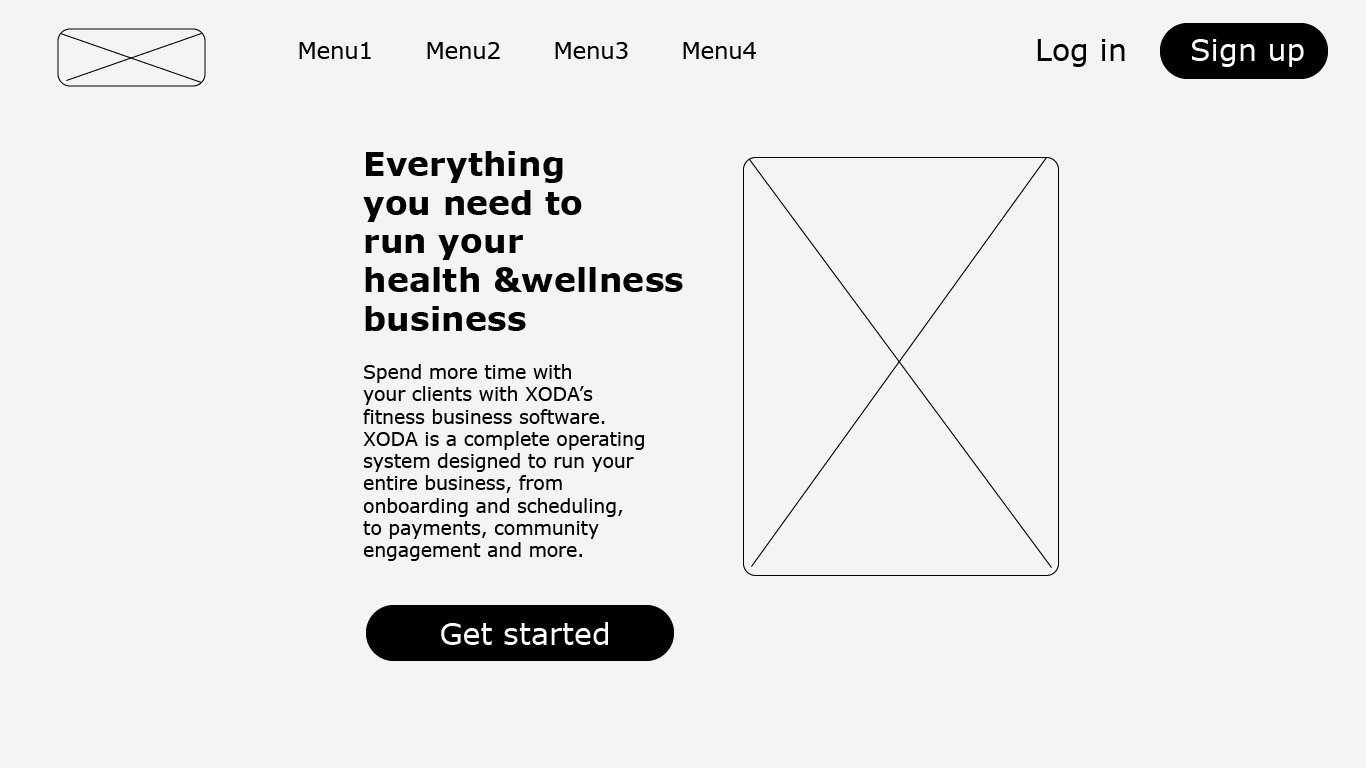 Menu1 Menu2 Menu3 Menu4 Log in Sign up
Everything
you need to
run your
health &wellness
business
Spend more time with
your clients with XODA’s
fitness business software.
XODA is a complete operating
system designed to run your
entire business, from
onboarding and scheduling,
to payments, community
engagement and more.
Get started